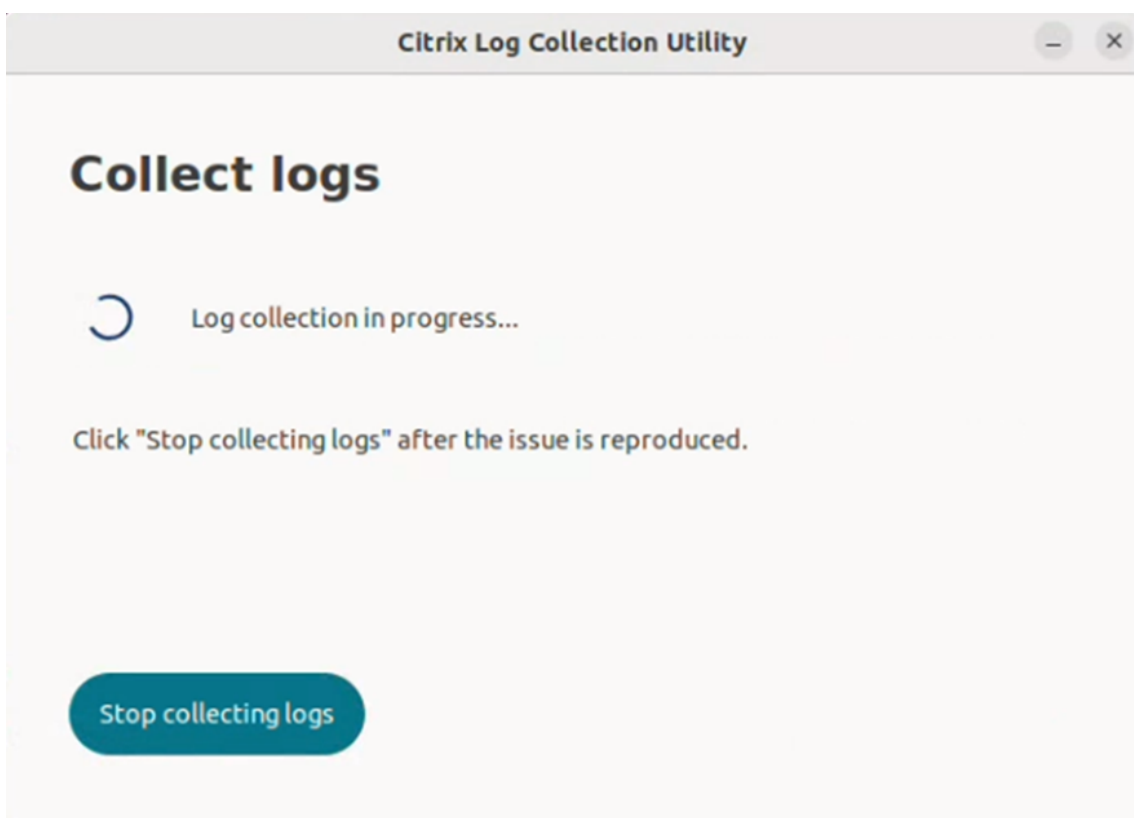 Citrix Log Collection Utility
Collect logs
Log collection in progress...
Click "Stop collecting logs" after the issue is reproduced.
Stop collecting logs